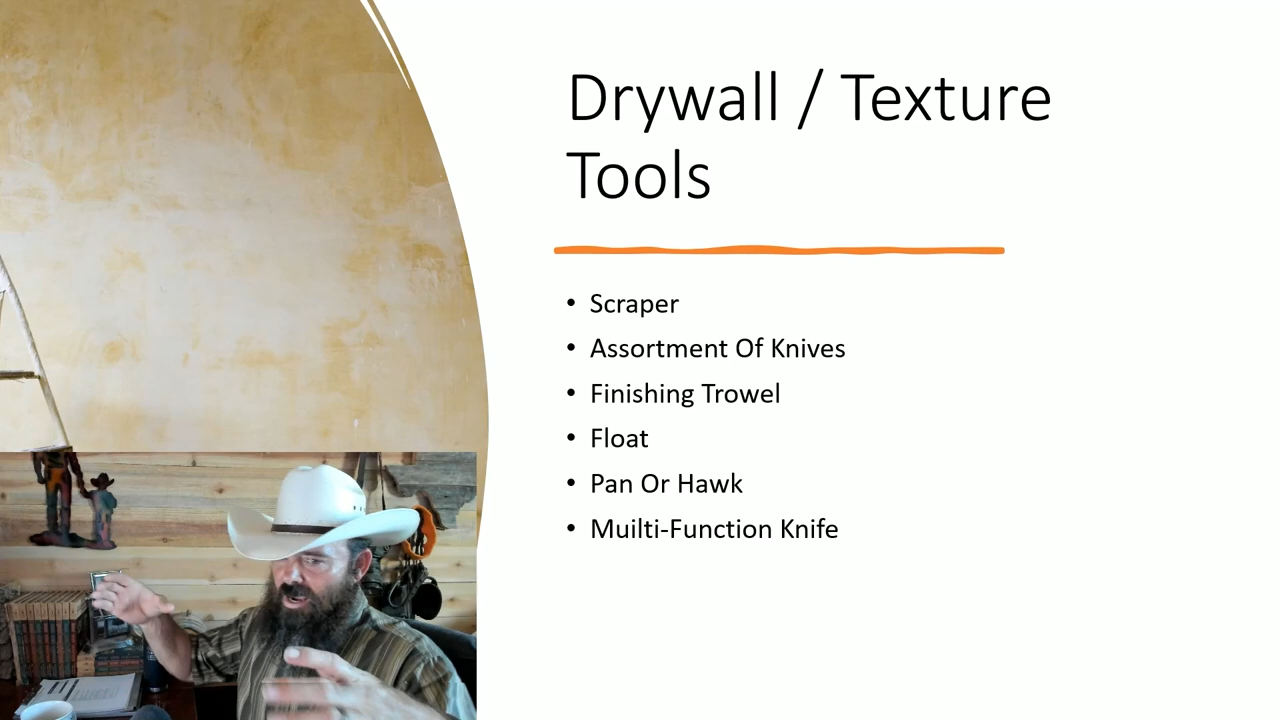 Drywall / Texture
Tools
• Scraper
• Assortment Of Knives
• Finishing Trowel
• Float
• Pan Or Hawk
• Muilti-Function Knife